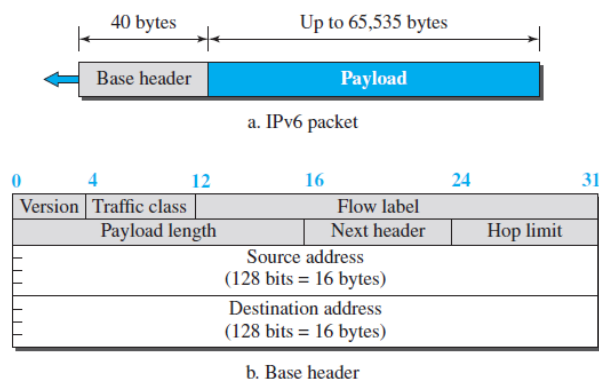 40 bytes Up to 65,535 bytes
Base header Payload
a. IPv6 packet
0 4 12 16 24 31
Version Traffic class Flow label
Payload length Next header Hop limit
Source address
(128 bits = 16 bytes)
Destination address
(128 bits = 16 bytes)
b. Base header